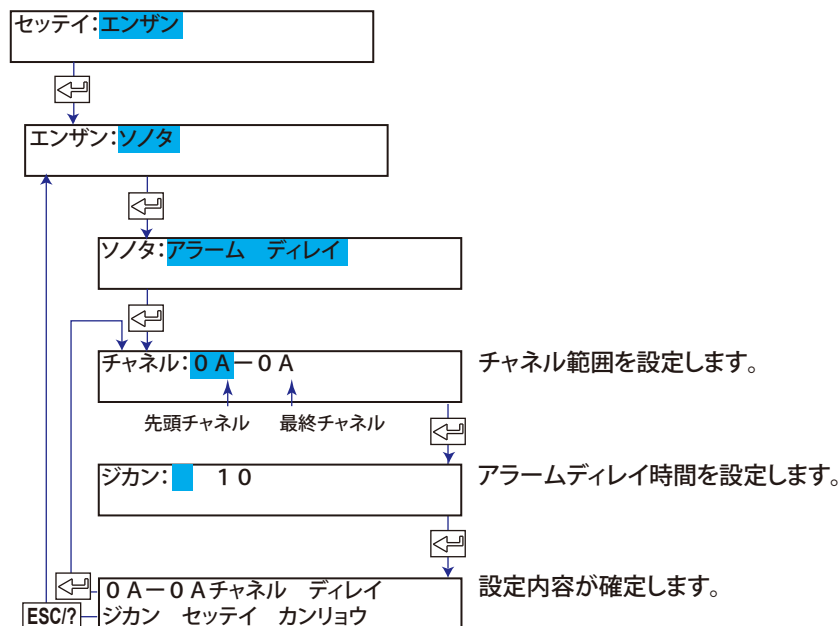 セッテイ：エンザン
エンザン：ソノタ
ソノタ：アラーム　ディレイ
チャネル：０Ａ－０Ａ
チャネル範囲を設定します。
先頭チャネル　最終チャネル
ジカン：　１０
アラームディレイ時間を設定します。
０Ａ－０Ａチャネル　ディレイ
設定内容が確定します。
ESC/?
ジカン　セッテイ　カンリョウ